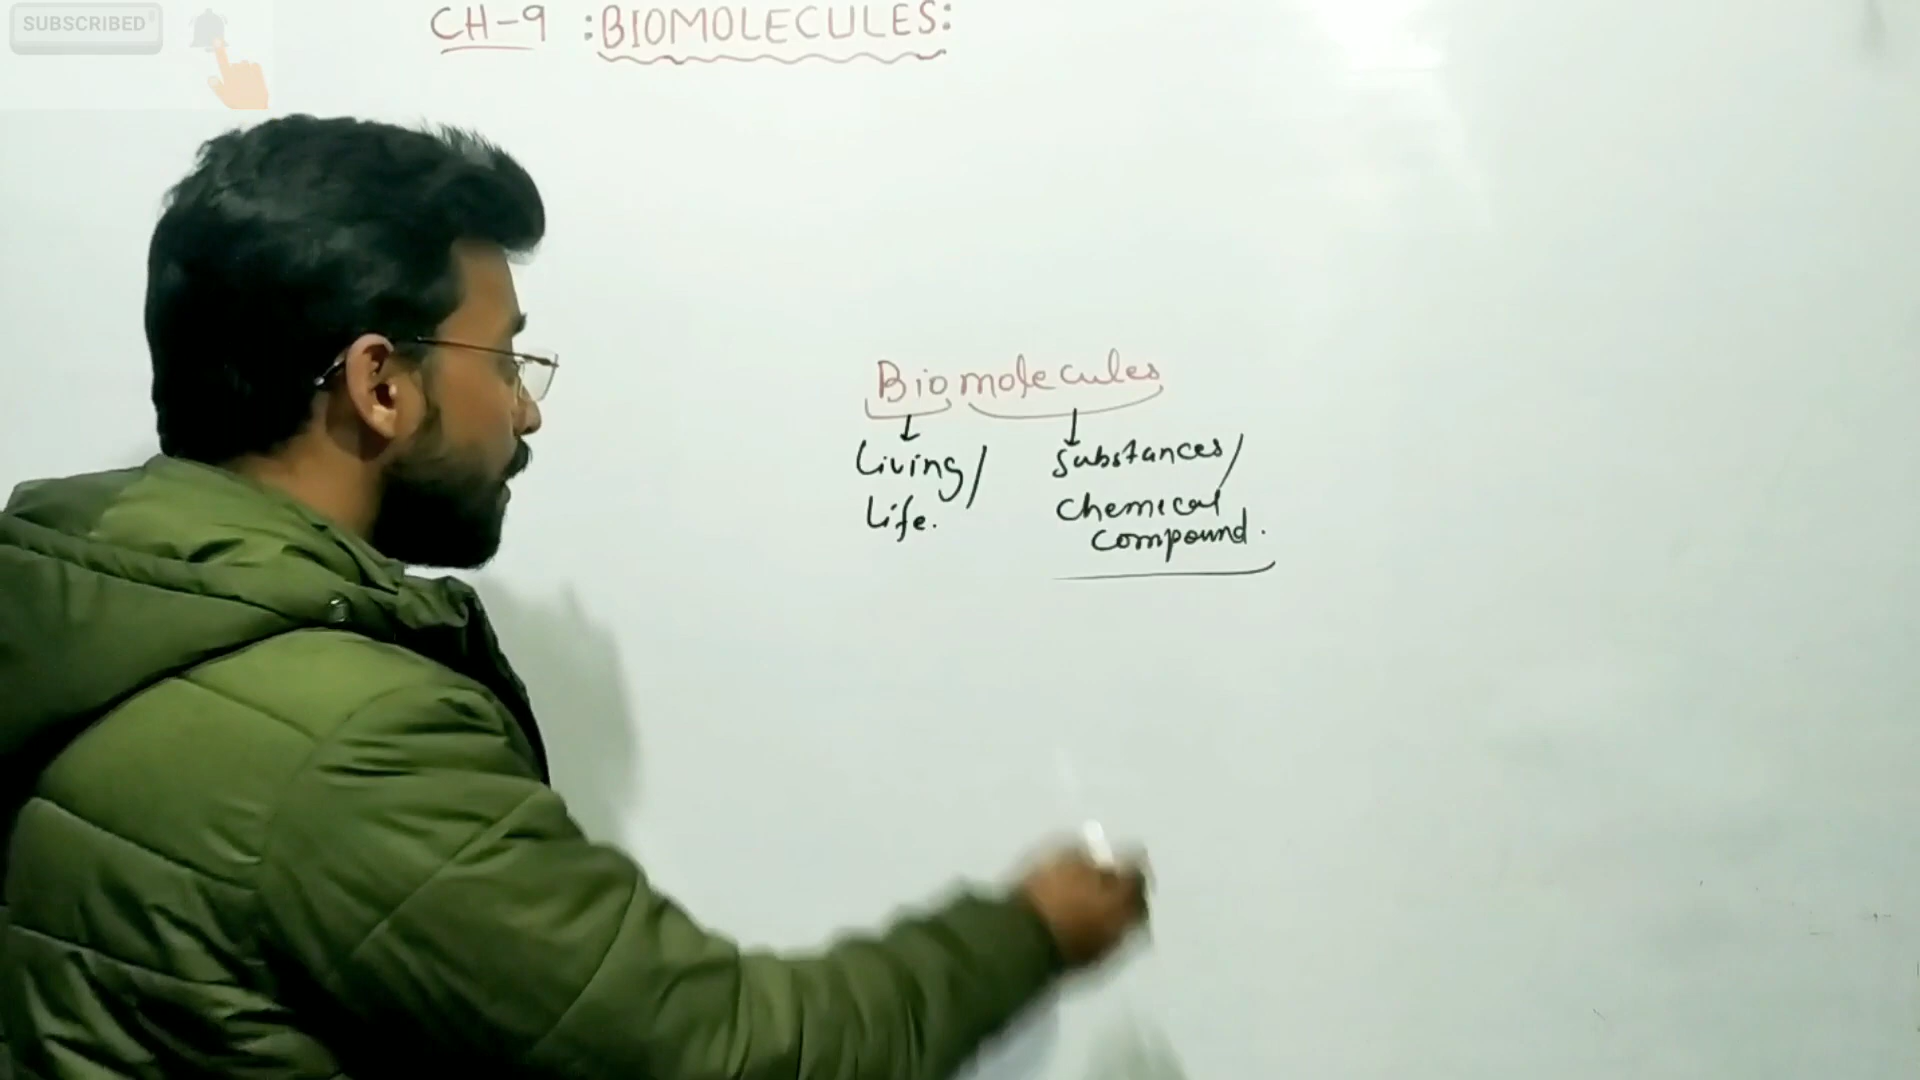 SUBSCRIBED
CH-9 :BIOMOLECULES:
Biomolecules
Living/ substances/
Life. chemical
compound.